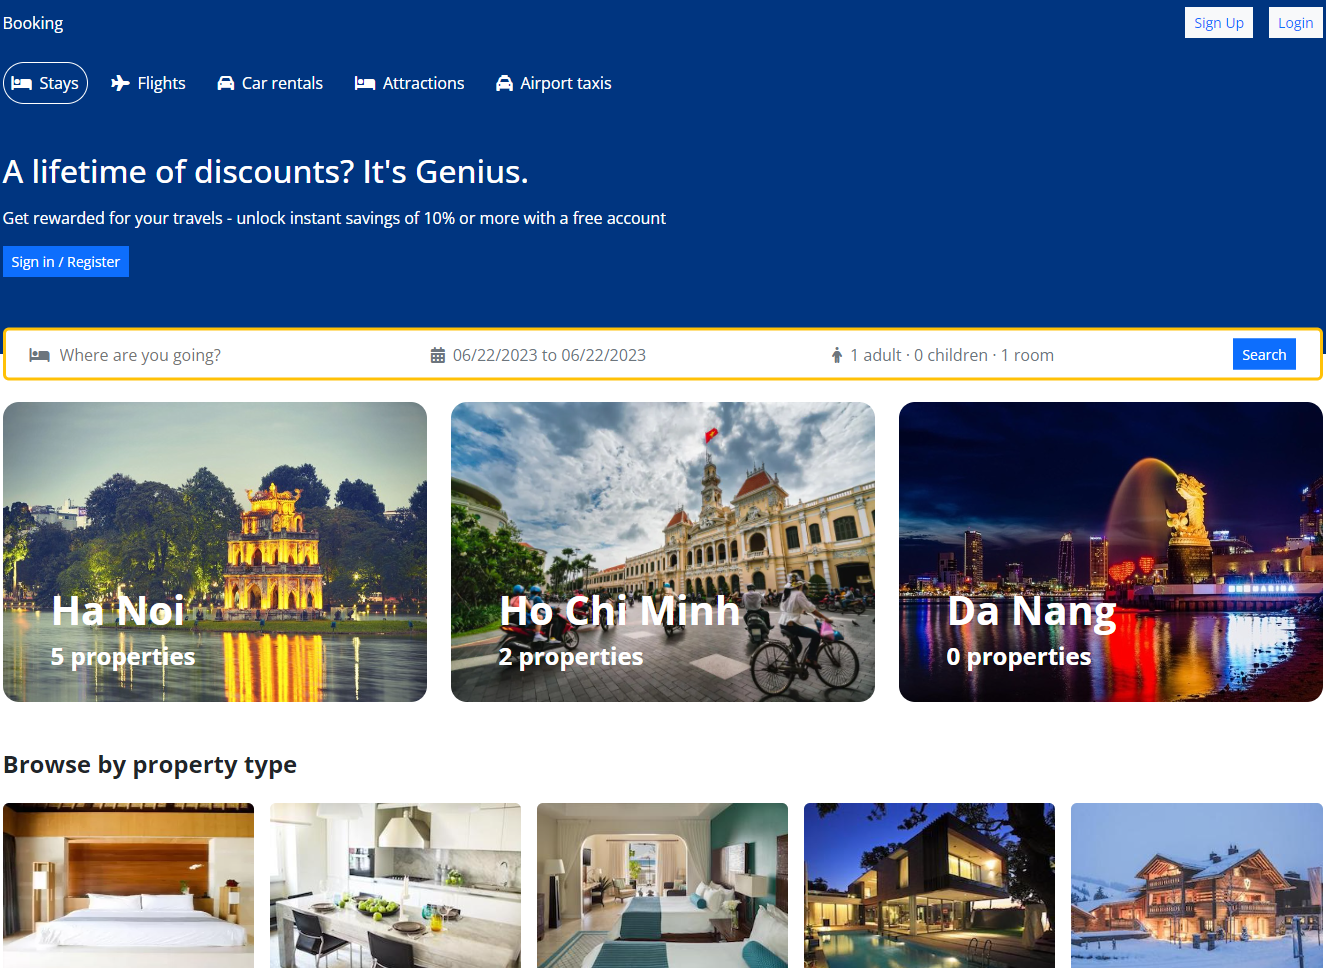 Booking
Sign Up
Login
Stays
Flights
Car rentals
Attractions
Airport taxis
A lifetime of discounts? It's Genius.
Get rewarded for your travels - unlock instant savings of 10% or more with a free account
Sign in / Register
Where are you going?
06/22/2023 to 06/22/2023
1 adult · 0 children · 1 room
Search
Ha Noi
5 properties
Ho Chi Minh
2 properties
Da Nang
0 properties
Browse by property type